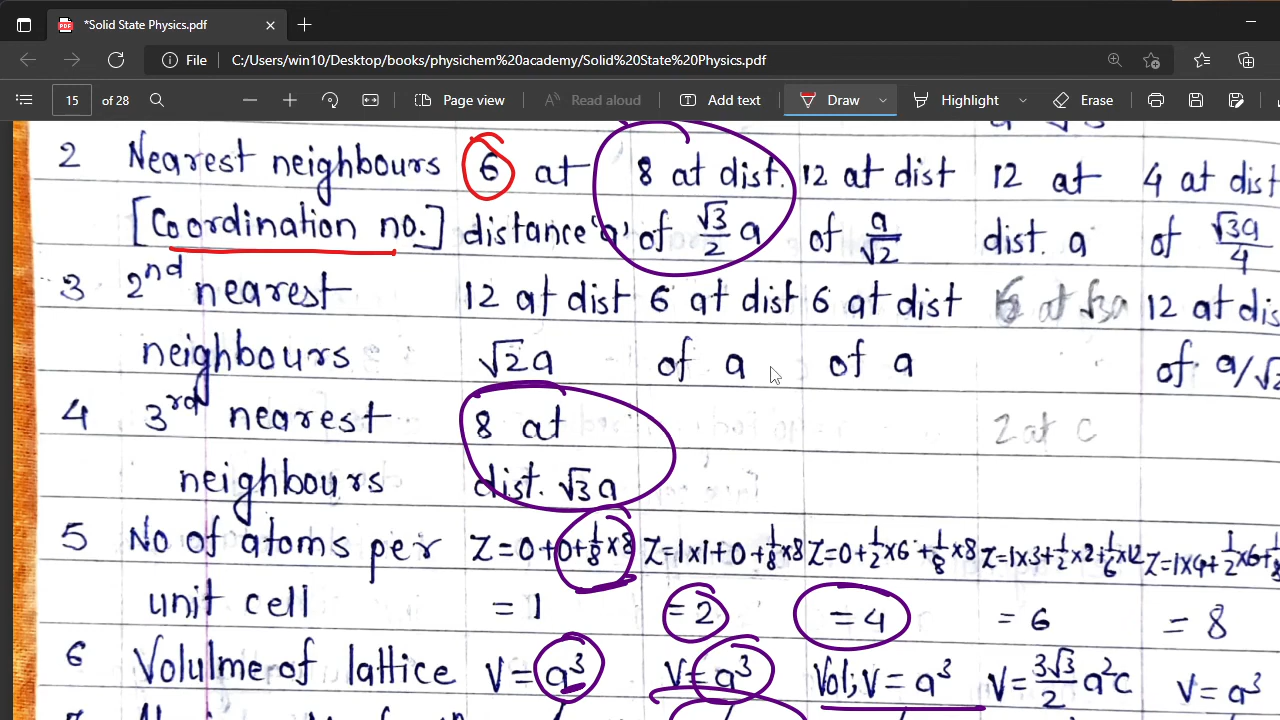 *Solid State Physics.pdf
File C:/Users/win10/Desktop/books/physichem%20academy/Solid%20State%20Physics.pdf
15 of 28 Page view Read aloud Add text Draw Highlight Erase
2 Nearest neighbours 6 at 8 at dist. 12 at dist 12 at 4 at dist
[Coordination no.] distance 'a' of √3/2 a of a/√2 dist. a of √3a/4
3 2nd nearest 12 at dist 6 at dist 6 at dist 6 at √3a 12 at dis
neighbours √2a of a of a of a/√2
4 3rd nearest 8 at 2 at c
neighbours dist. √3a
5 No of atoms per Z=0+0+1/8×8 Z=1×1+0+1/8×8 Z=0+1/2×6+1/8×8 Z=1×3+1/2×2+1/6×12 Z=1×4+1/2×6+1/8
unit cell = 1 = 2 = 4 = 6 = 8
6 Volulme of lattice V=a³ V=a³ Vol; V=a³ V=3√3/2 a²c V=a³